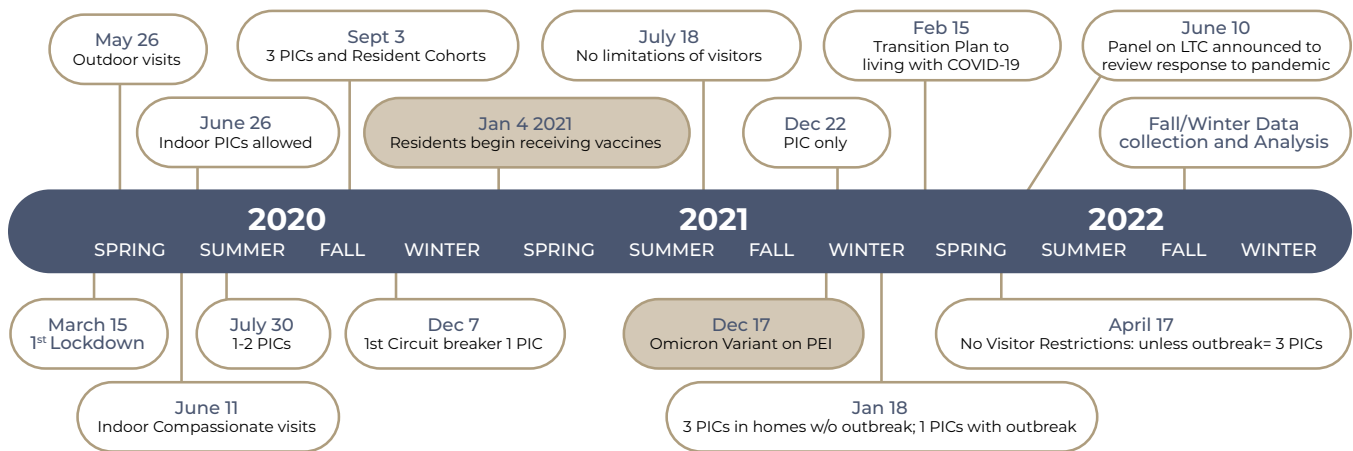 May 26
Outdoor visits
Sept 3
3 PICs and Resident Cohorts
July 18
No limitations of visitors
Feb 15
Transition Plan to
living with COVID-19
June 10
Panel on LTC announced to
review response to pandemic
June 26
Indoor PICs allowed
Jan 4 2021
Residents begin receiving vaccines
Dec 22
PIC only
Fall/Winter Data
collection and Analysis
2020
2021
2022
SPRING SUMMER FALL WINTER SPRING SUMMER FALL WINTER SPRING SUMMER FALL WINTER
March 15
1st Lockdown
July 30
1-2 PICs
Dec 7
1st Circuit breaker 1 PIC
Dec 17
Omicron Variant on PEI
April 17
No Visitor Restrictions: unless outbreak= 3 PICs
June 11
Indoor Compassionate visits
Jan 18
3 PICs in homes w/o outbreak; 1 PICs with outbreak